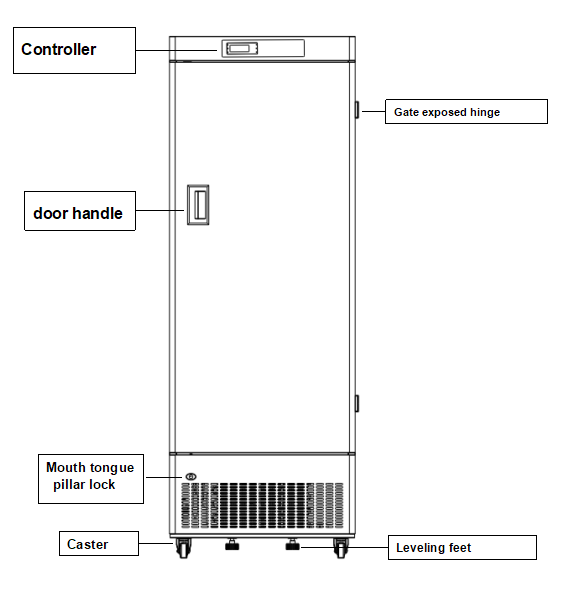 Controller
Gate exposed hinge
door handle
Mouth tongue
pillar lock
Caster
Leveling feet